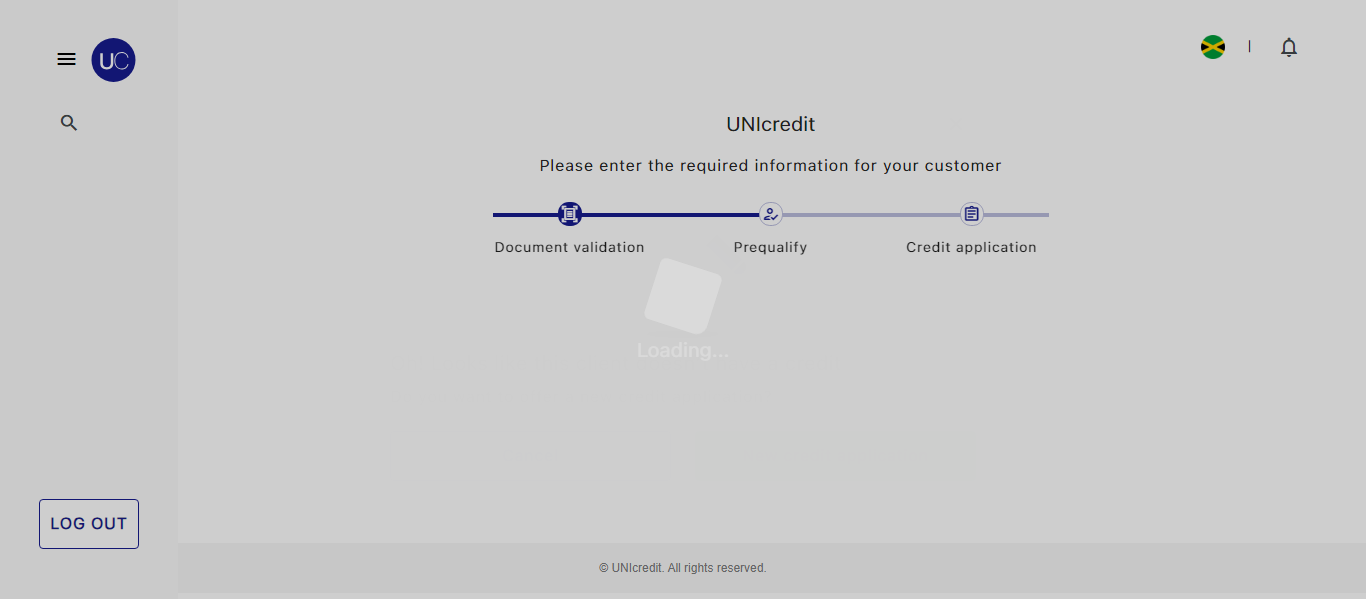 UC
UNIcredit
Please enter the required information for your customer
Document validation
Prequalify
Credit application
Loading...
LOG OUT
© UNIcredit. All rights reserved.